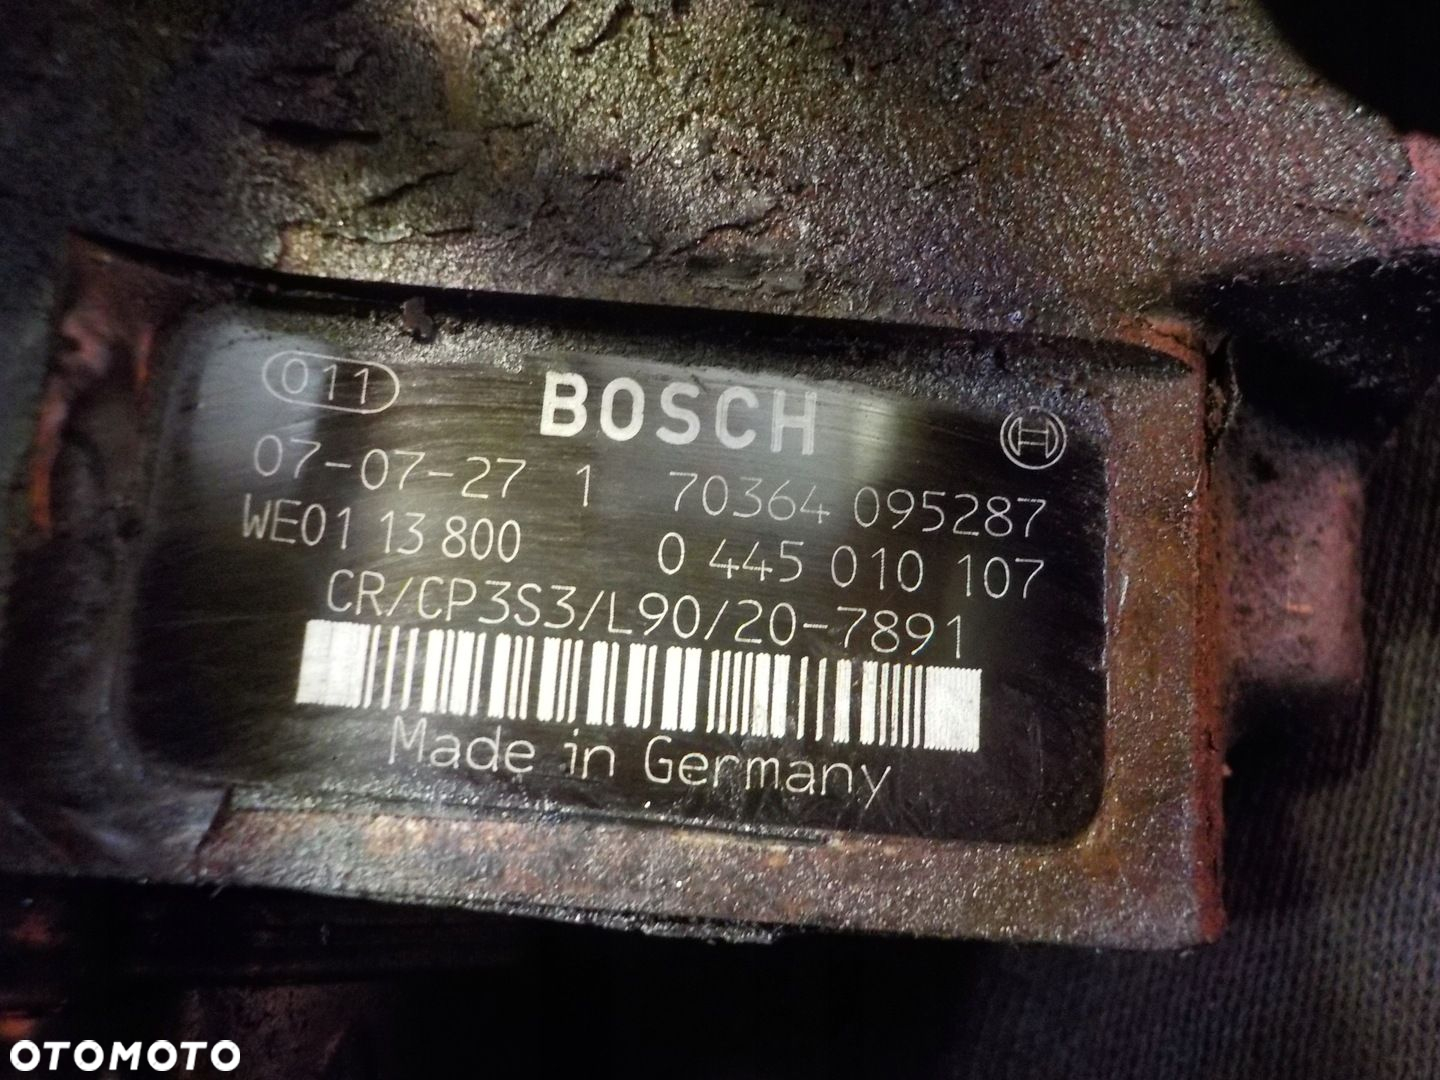 011 BOSCH
07-07-27 1 70364 095287
WE01 13 800 0 445 010 107
CR/CP3S3/L90/20-7891
Made in Germany
OTOMOTO